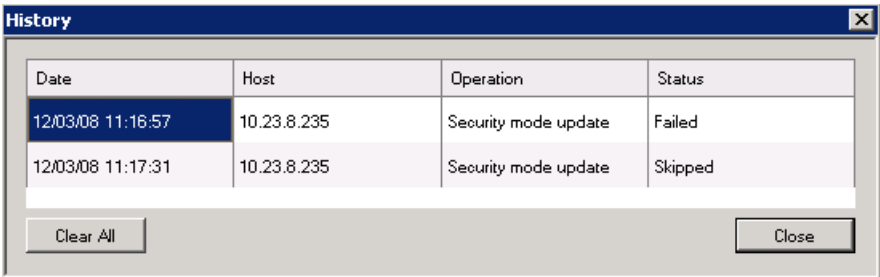 History
Date Host Operation Status
12/03/08 11:16:57 10.23.8.235 Security mode update Failed
12/03/08 11:17:31 10.23.8.235 Security mode update Skipped
Clear All Close